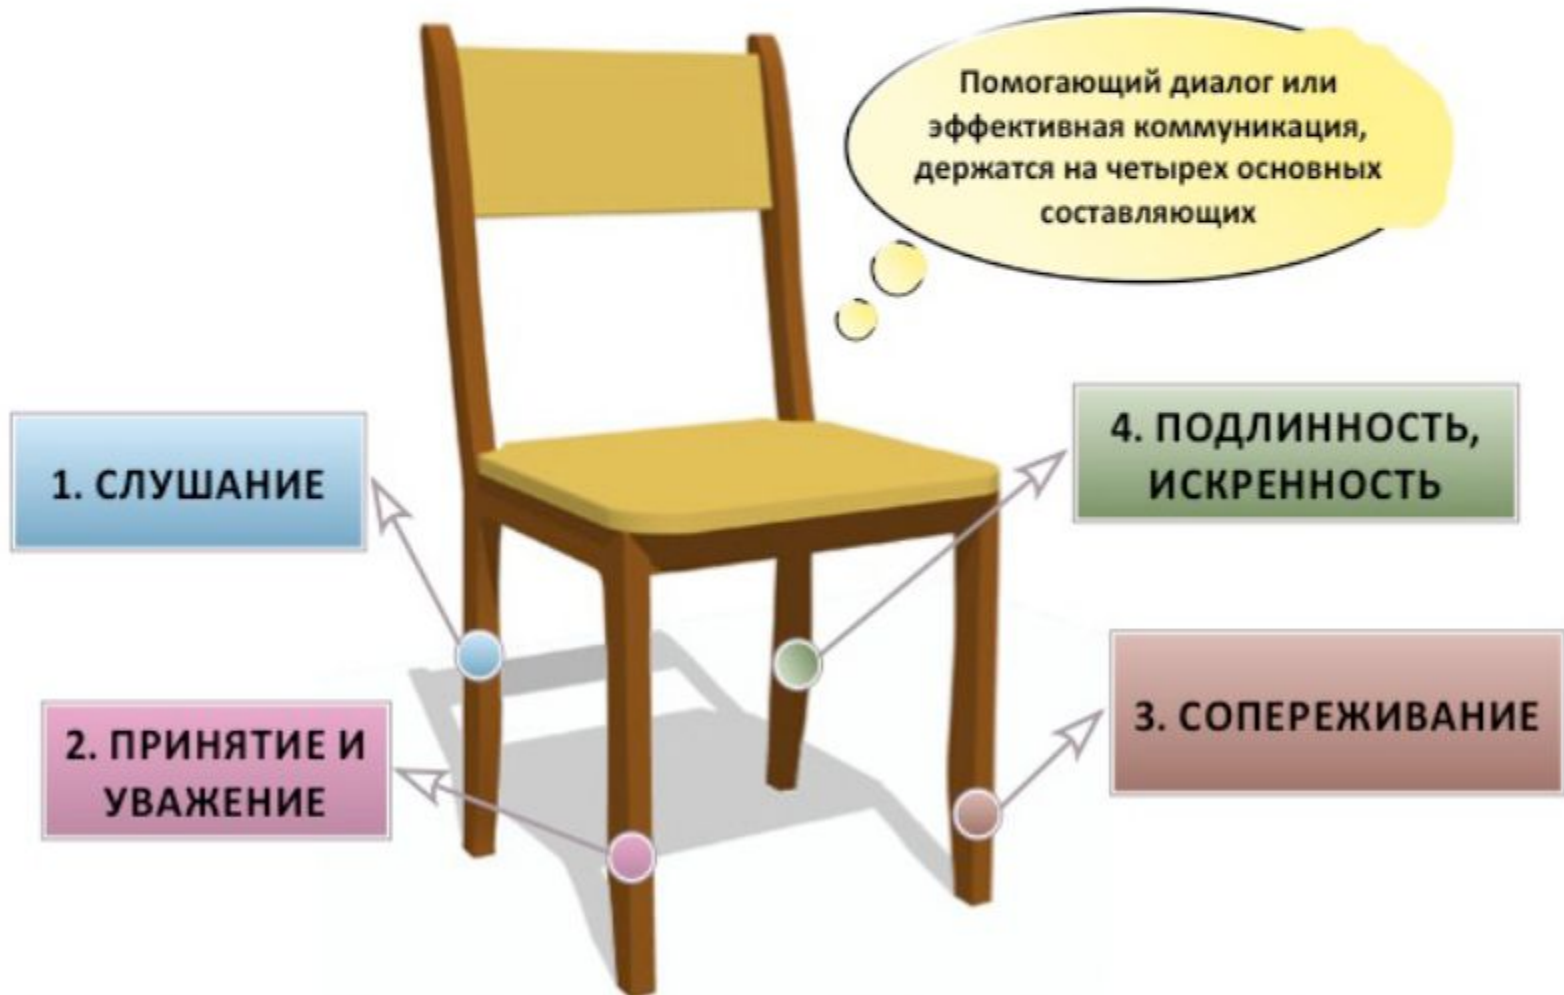 Помогающий диалог или
эффективная коммуникация,
держатся на четырех основных
составляющих
1. СЛУШАНИЕ
2. ПРИНЯТИЕ И
УВАЖЕНИЕ
4. ПОДЛИННОСТЬ,
ИСКРЕННОСТЬ
3. СОПЕРЕЖИВАНИЕ